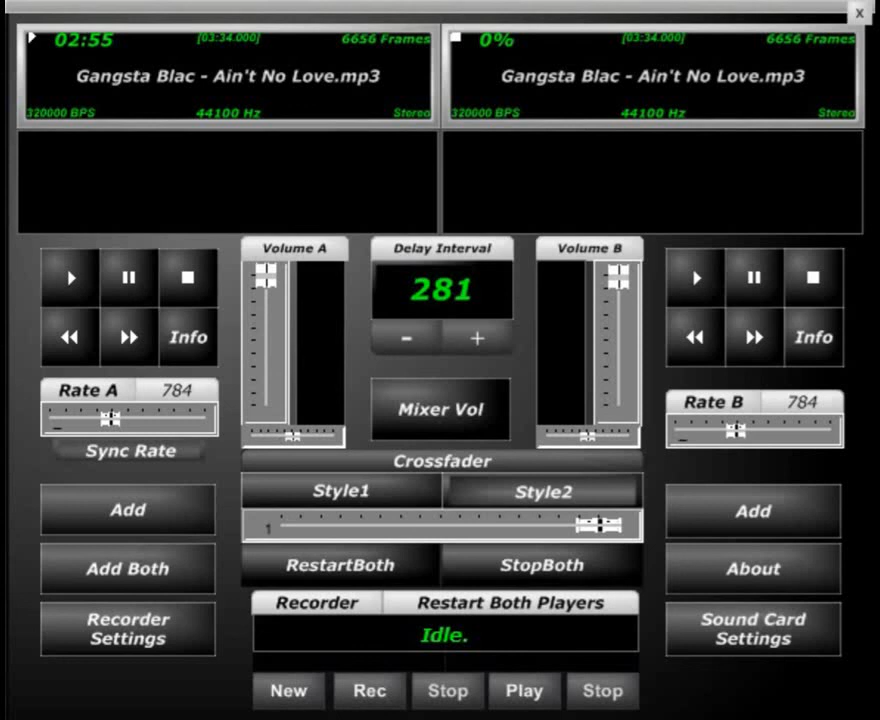 x
02:55 [03:34.000] 6656 Frames
Gangsta Blac - Ain't No Love.mp3
320000 BPS 44100 Hz Stereo
0% [03:34.000] 6656 Frames
Gangsta Blac - Ain't No Love.mp3
320000 BPS 44100 Hz Stereo
Volume A
Delay Interval
Volume B
281
- +
Info
Info
Rate A 784
Rate B 784
Mixer Vol
Sync Rate
Crossfader
Style1 Style2
1
Add
Add
RestartBoth StopBoth
Add Both
About
Recorder Restart Both Players
Recorder
Settings
Idle.
Sound Card
Settings
New Rec Stop Play Stop